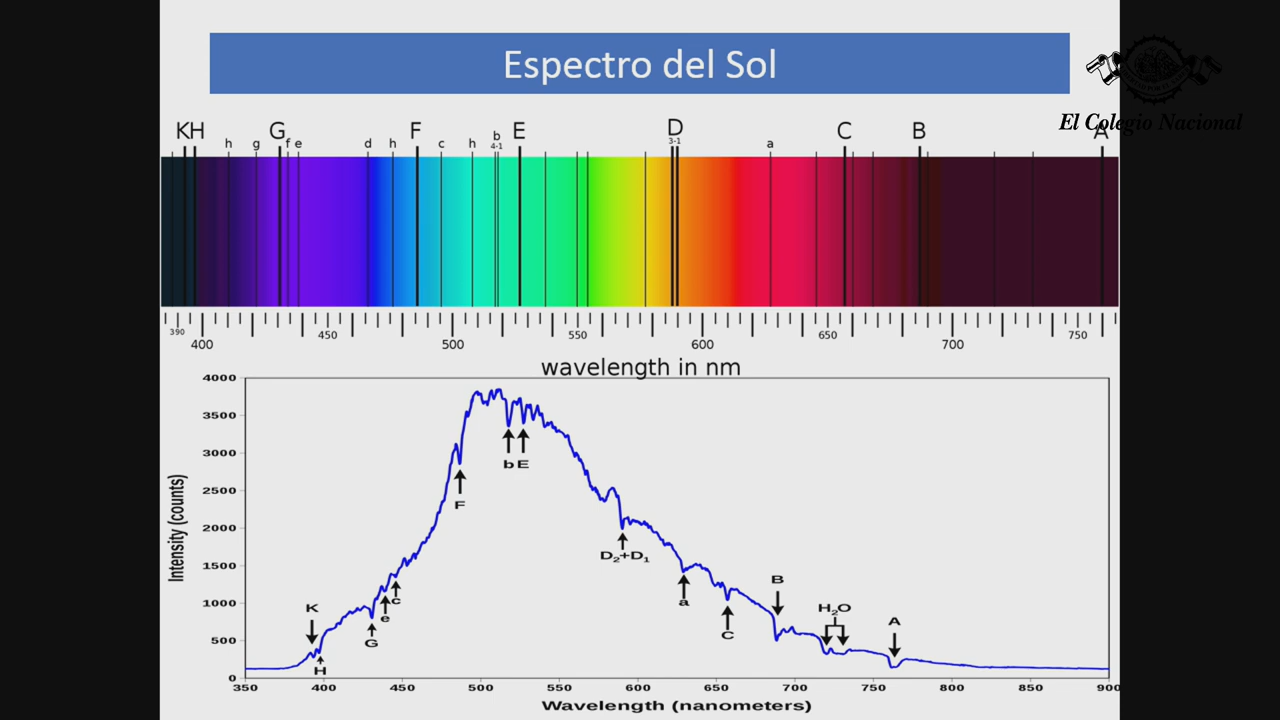 Espectro del Sol
El Colegio Nacional
K H G F E D C B A
h g f e d h c h b 4-1 3-1 a
390 400 450 500 550 600 650 700 750
wavelength in nm
4000
3500
3000
2500
2000
1500
1000
500
0
Intensity (counts)
K
H
G
e
c
F
b E
D2+D1
a
C
B
H2O
A
350 400 450 500 550 600 650 700 750 800 850 900
Wavelength (nanometers)